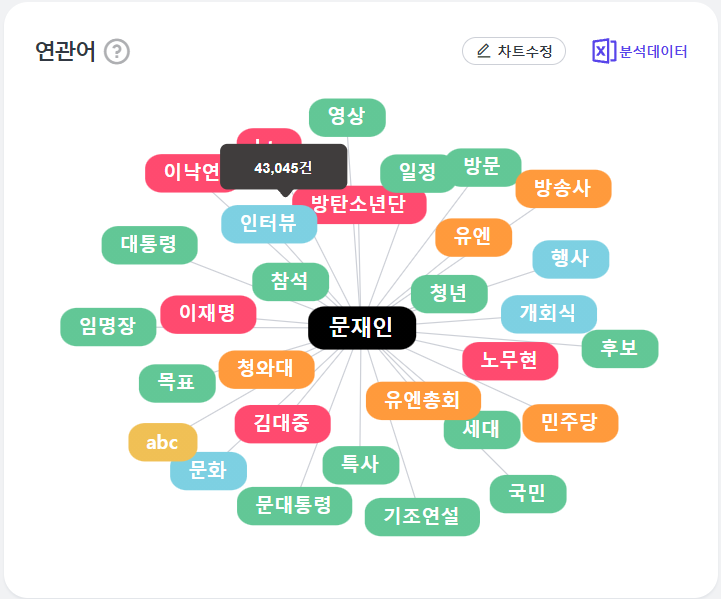 연관어 ?
차트수정
분석데이터
영상
43,045건
이낙연
일정
방문
방송사
방탄소년단
인터뷰
유엔
대통령
행사
참석
청년
이재명
개회식
임명장
문재인
후보
노무현
청와대
목표
유엔총회
김대중
민주당
세대
abc
문화
특사
국민
문대통령
기조연설